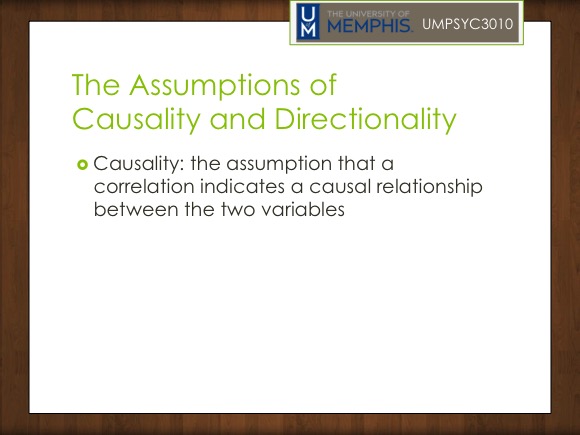 UM
THE UNIVERSITY OF
MEMPHIS.
UMPSYC3010
The Assumptions of
Causality and Directionality
Causality: the assumption that a
correlation indicates a causal relationship
between the two variables